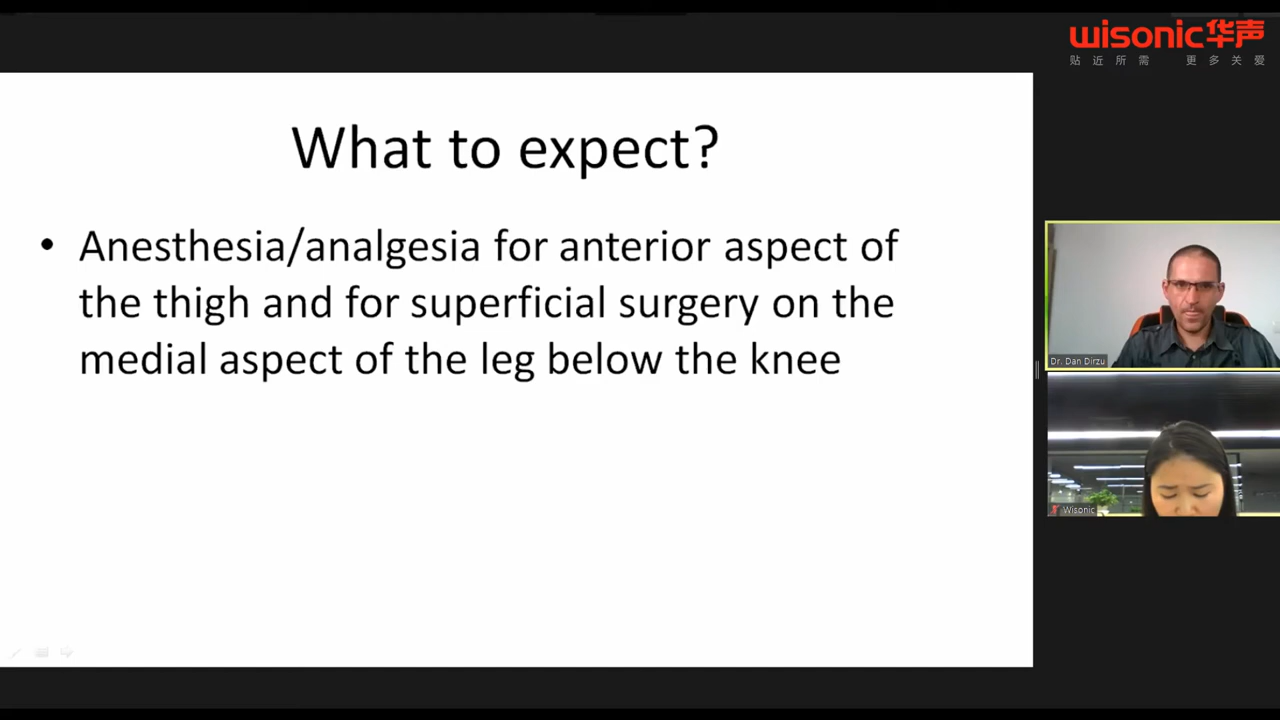 wisonic华声
贴近所需 更多关爱
What to expect?
• Anesthesia/analgesia for anterior aspect of
the thigh and for superficial surgery on the
medial aspect of the leg below the knee
Dr. Dan Dirzu
Wisonic